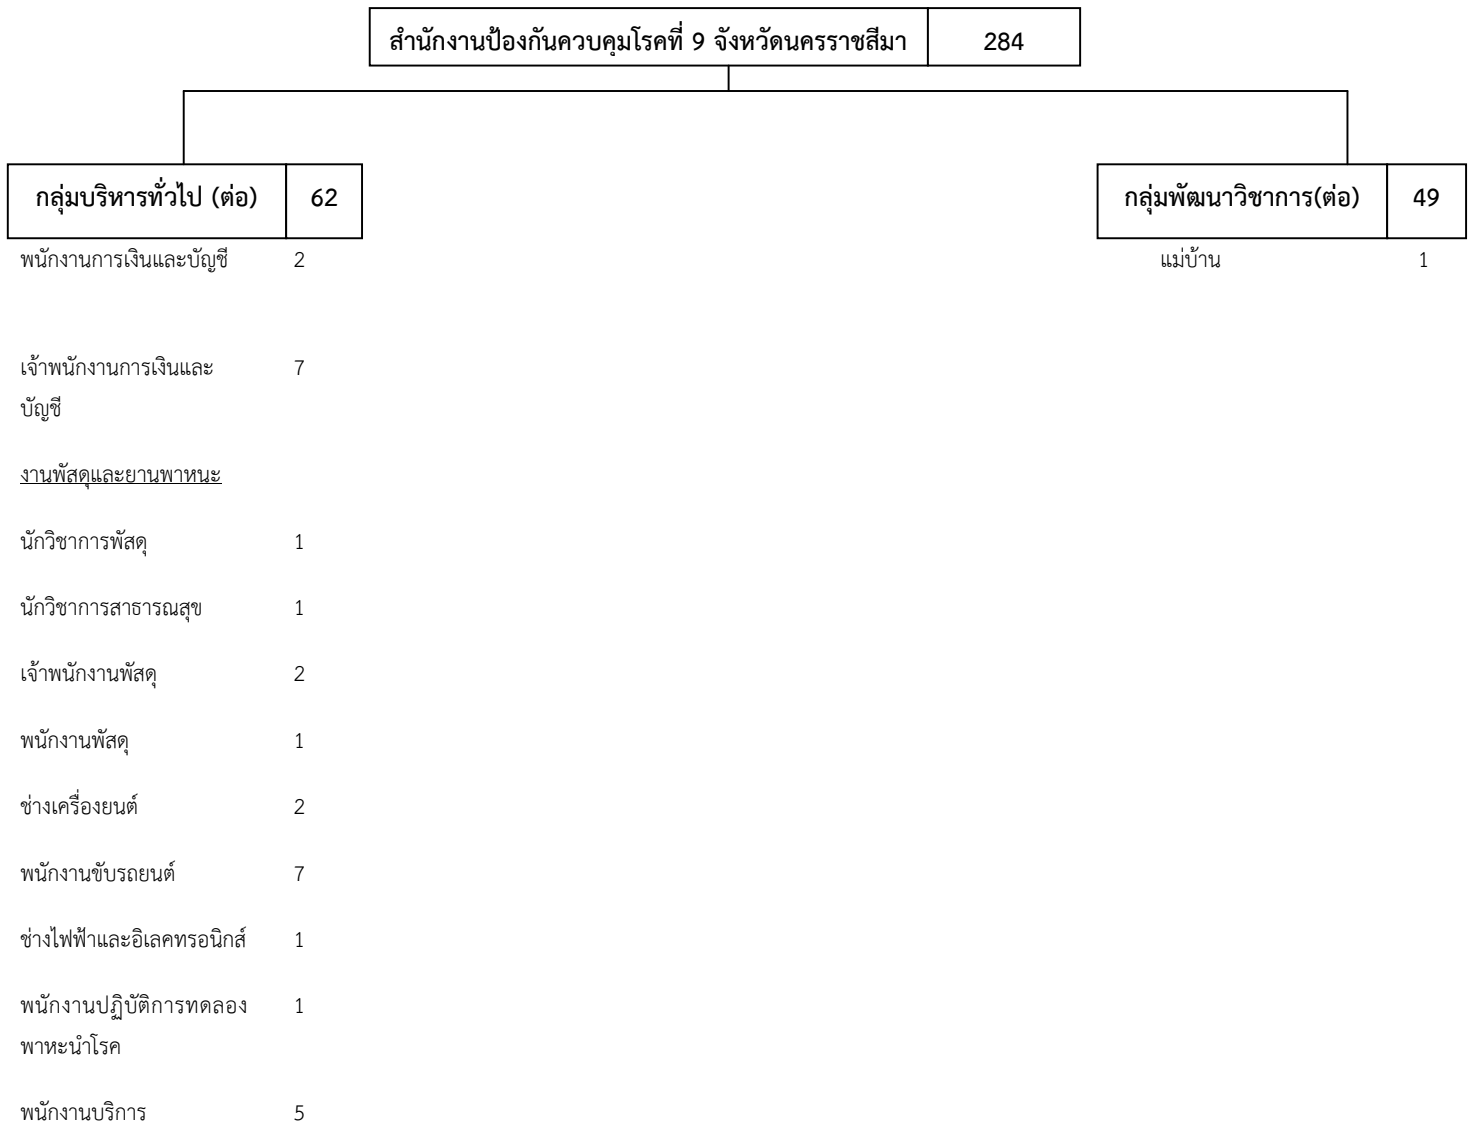 สำนักงานป้องกันควบคุมโรคที่ 9 จังหวัดนครราชสีมา 284
กลุ่มบริหารทั่วไป (ต่อ) 62
กลุ่มพัฒนาวิชาการ(ต่อ) 49
พนักงานการเงินและบัญชี 2
แม่บ้าน 1
เจ้าพนักงานการเงินและ 7
บัญชี
งานพัสดุและยานพาหนะ
นักวิชาการพัสดุ 1
นักวิชาการสาธารณสุข 1
เจ้าพนักงานพัสดุ 2
พนักงานพัสดุ 1
ช่างเครื่องยนต์ 2
พนักงานขับรถยนต์ 7
ช่างไฟฟ้าและอิเลคทรอนิกส์ 1
พนักงานปฏิบัติการทดลอง 1
พาหะนำโรค
พนักงานบริการ 5